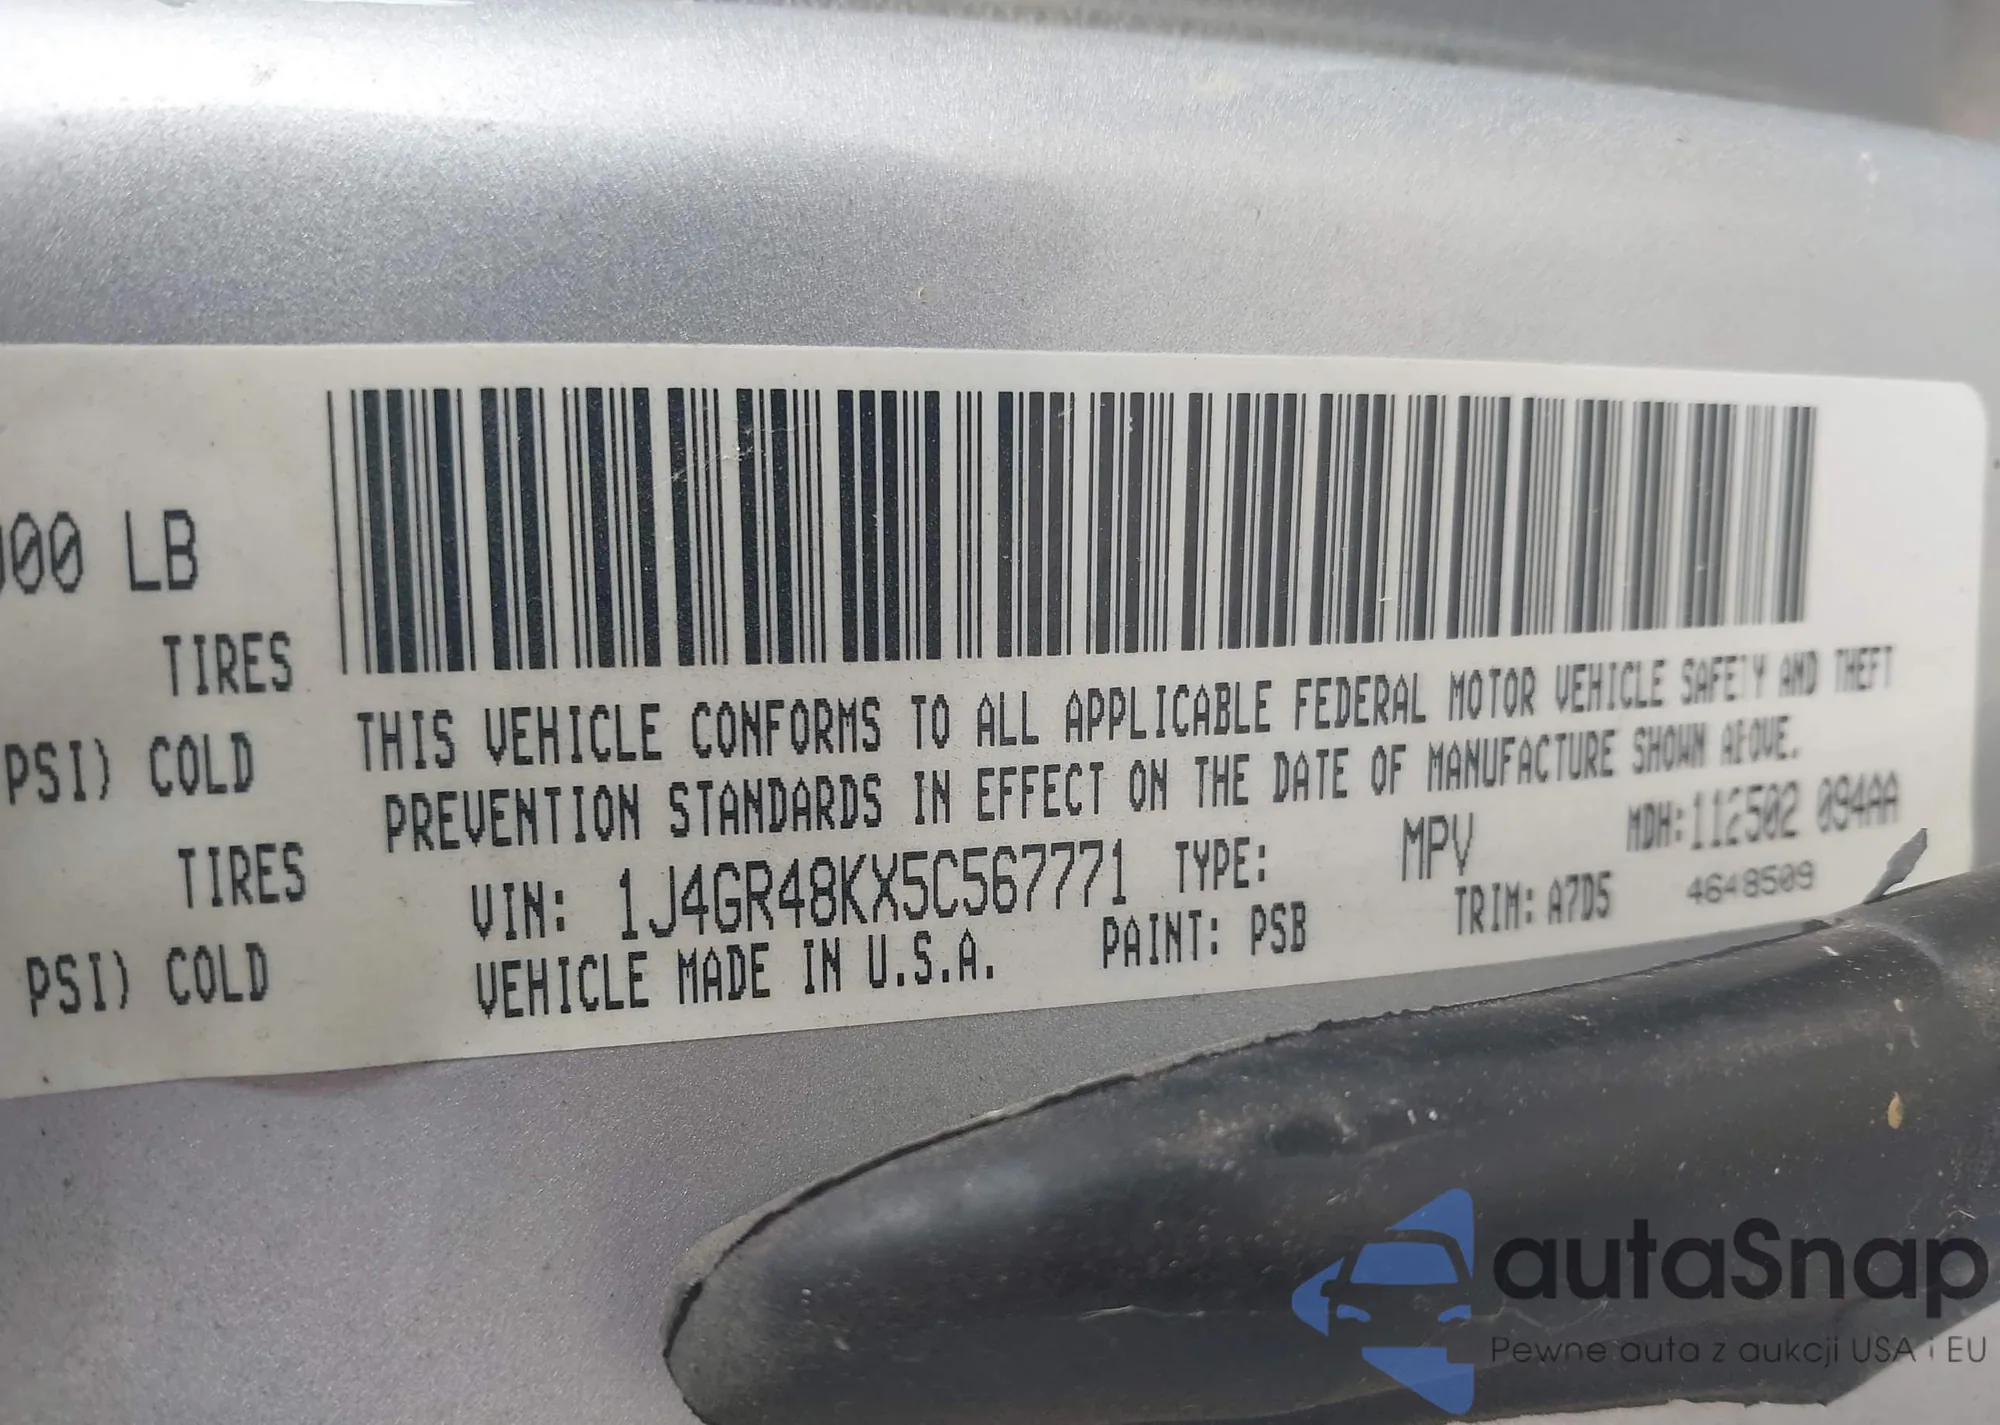 00 LB
TIRES
PSI) COLD
TIRES
PSI) COLD
THIS VEHICLE CONFORMS TO ALL APPLICABLE FEDERAL MOTOR VEHICLE SAFETY AND THEFT
PREVENTION STANDARDS IN EFFECT ON THE DATE OF MANUFACTURE SHOWN ABOVE.
VIN: 1J4GR48KX5C567771 TYPE: MPV MDH:112502 094AA
VEHICLE MADE IN U.S.A. PAINT: PSB TRIM: A7D5 4648509
autaSnap
Pewne auta z aukcji USA i EU